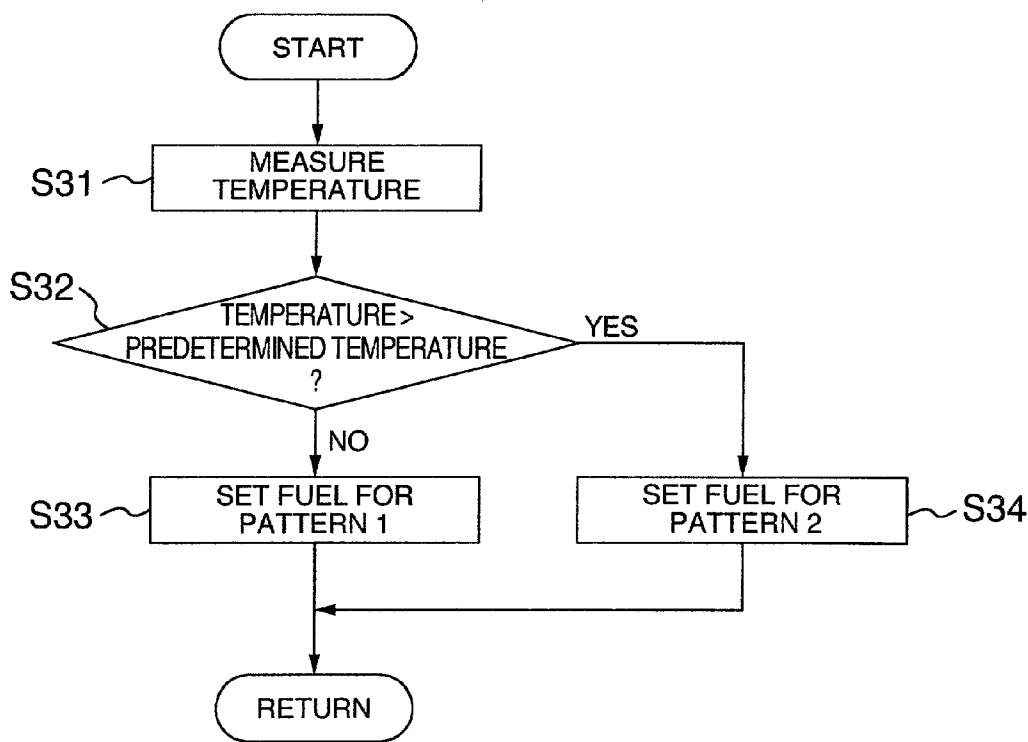 START
S31
MEASURE
TEMPERATURE
S32
TEMPERATURE >
PREDETERMINED TEMPERATURE
?
YES
NO
S33
SET FUEL FOR
PATTERN 1
SET FUEL FOR
PATTERN 2
S34
RETURN